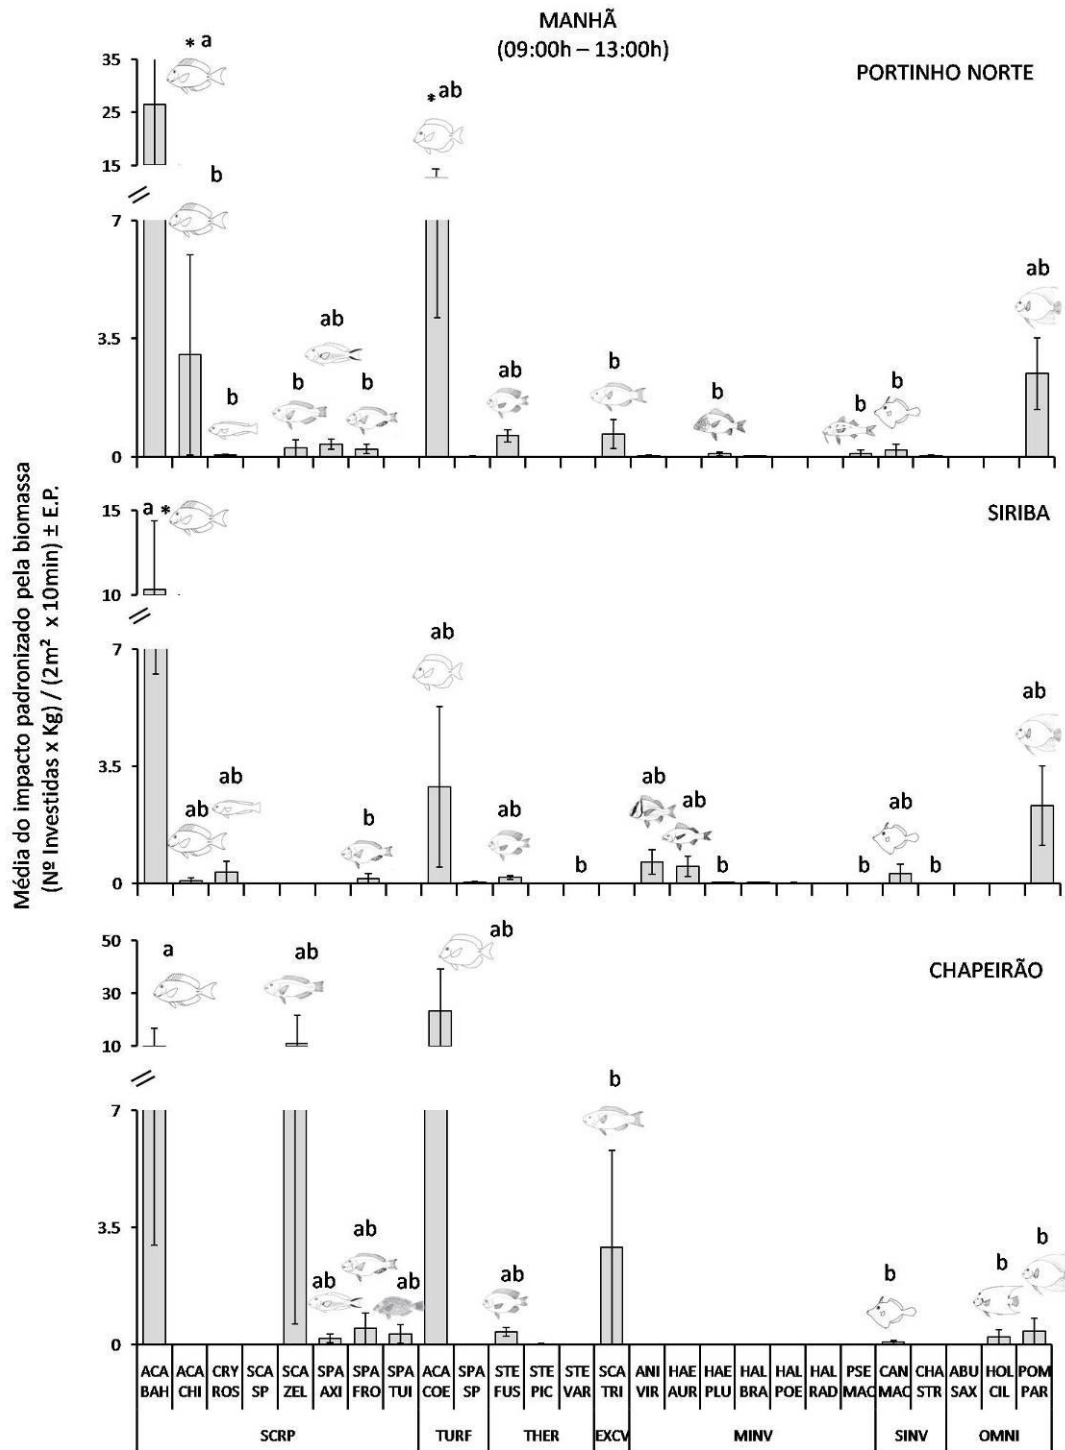 MANHÃ
(09:00h – 13:00h)
Média do impacto padronizado pela biomassa
(Nº Investidas x Kg) / (2m² x 10min) ± E.P.
PORTINHO NORTE
35
25
15
7
3.5
0
* a
b
b
b
ab
b
* ab
ab
b
b
b
b
ab
SIRIBA
15
10
7
3.5
0
a *
ab
ab
b
ab
ab
b
ab
ab
b
b
ab
b
ab
CHAPEIRÃO
50
30
10
7
3.5
0
a
ab
ab
ab
ab
ab
ab
b
b
b
b
ACA ACA CRY SCA SCA SPA SPA SPA ACA SPA STE STE STE SCA ANI HAE HAE HAL HAL HAL PSE CAN CHA ABU HOL POM
BAH CHI ROS SP ZEL AXI FRO TUI COE SP FUS PIC VAR TRI VIR AUR PLU BRA POE RAD MAC MAC STR SAX CIL PAR
SCRP TURF THER EXCV MINV SINV OMNI